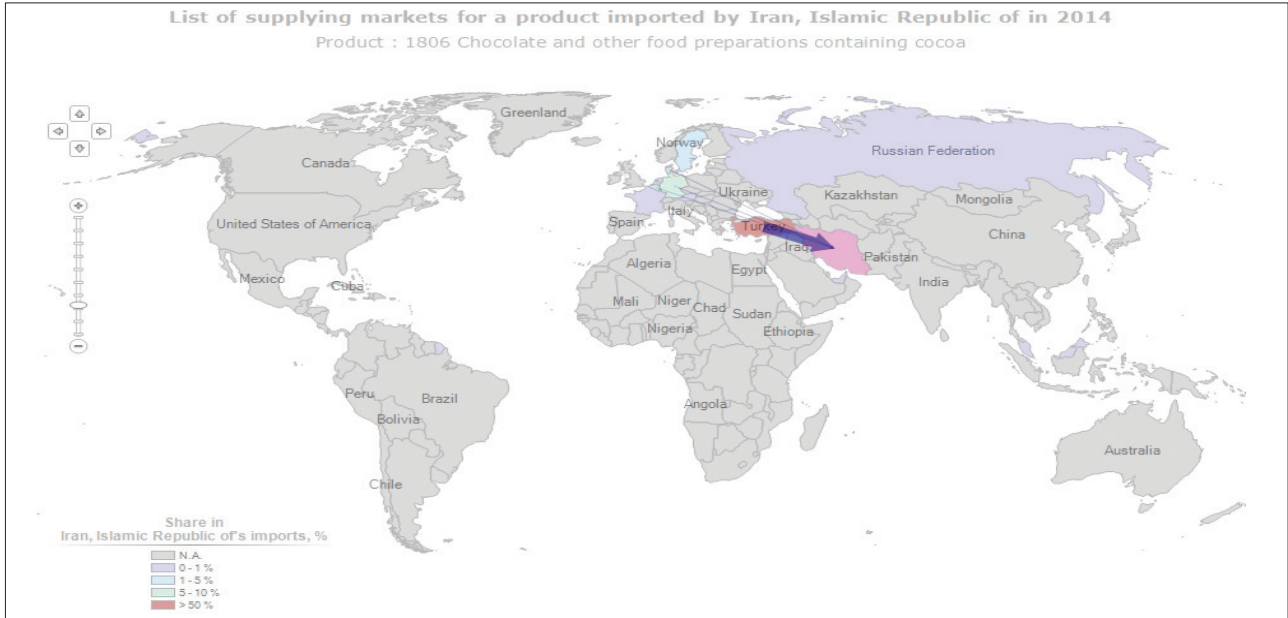 List of supplying markets for a product imported by Iran, Islamic Republic of in 2014
Product : 1806 Chocolate and other food preparations containing cocoa
Greenland
Norway
Canada
Russian Federation
Ukraine
Kazakhstan
Mongolia
United States of America
Spain
Italy
Turkey
China
Iraq
Pakistan
Algeria
Egypt
India
Mexico
Cuba
Mali
Niger
Chad
Sudan
Nigeria
Ethiopia
Peru
Brazil
Angola
Bolivia
Australia
Chile
Share in
Iran, Islamic Republic of's imports, %
N.A.
0 - 1 %
1 - 5 %
5 - 10 %
> 50 %